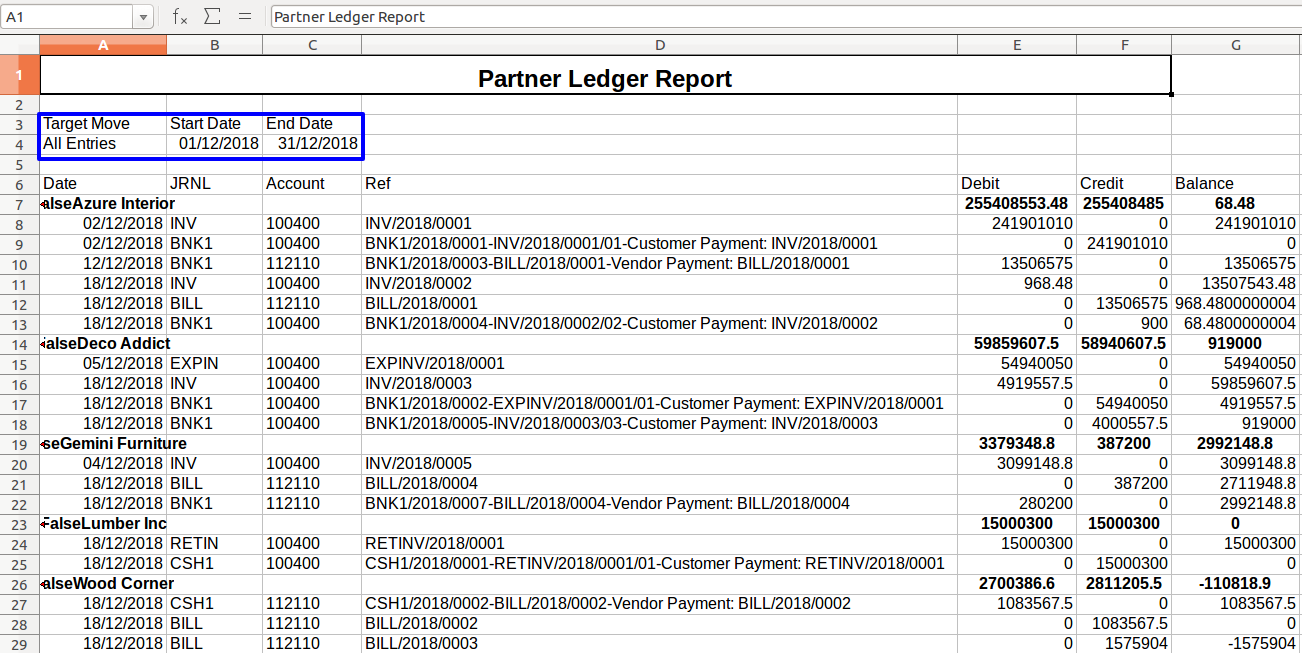 A1 fx Σ = Partner Ledger Report
A B C D E F G
1 Partner Ledger Report
2
3 Target Move Start Date End Date
4 All Entries 01/12/2018 31/12/2018
5
6 Date JRNL Account Ref Debit Credit Balance
7 alseAzure Interior 255408553.48 255408485 68.48
8 02/12/2018 INV 100400 INV/2018/0001 241901010 0 241901010
9 02/12/2018 BNK1 100400 BNK1/2018/0001-INV/2018/0001/01-Customer Payment: INV/2018/0001 0 241901010 0
10 12/12/2018 BNK1 112110 BNK1/2018/0003-BILL/2018/0001-Vendor Payment: BILL/2018/0001 13506575 0 13506575
11 18/12/2018 INV 100400 INV/2018/0002 968.48 0 13507543.48
12 18/12/2018 BILL 112110 BILL/2018/0001 0 13506575 968.4800000004
13 18/12/2018 BNK1 100400 BNK1/2018/0004-INV/2018/0002/02-Customer Payment: INV/2018/0002 0 900 68.4800000004
14 alseDeco Addict 59859607.5 58940607.5 919000
15 05/12/2018 EXPIN 100400 EXPINV/2018/0001 54940050 0 54940050
16 18/12/2018 INV 100400 INV/2018/0003 4919557.5 0 59859607.5
17 18/12/2018 BNK1 100400 BNK1/2018/0002-EXPINV/2018/0001/01-Customer Payment: EXPINV/2018/0001 0 54940050 4919557.5
18 18/12/2018 BNK1 100400 BNK1/2018/0005-INV/2018/0003/03-Customer Payment: INV/2018/0003 0 4000557.5 919000
19 seGemini Furniture 3379348.8 387200 2992148.8
20 04/12/2018 INV 100400 INV/2018/0005 3099148.8 0 3099148.8
21 18/12/2018 BILL 112110 BILL/2018/0004 0 387200 2711948.8
22 18/12/2018 BNK1 112110 BNK1/2018/0007-BILL/2018/0004-Vendor Payment: BILL/2018/0004 280200 0 2992148.8
23 FalseLumber Inc 15000300 15000300 0
24 18/12/2018 RETIN 100400 RETINV/2018/0001 15000300 0 15000300
25 18/12/2018 CSH1 100400 CSH1/2018/0001-RETINV/2018/0001/01-Customer Payment: RETINV/2018/0001 0 15000300 0
26 alseWood Corner 2700386.6 2811205.5 -110818.9
27 18/12/2018 CSH1 112110 CSH1/2018/0002-BILL/2018/0002-Vendor Payment: BILL/2018/0002 1083567.5 0 1083567.5
28 18/12/2018 BILL 112110 BILL/2018/0002 0 1083567.5 0
29 18/12/2018 BILL 112110 BILL/2018/0003 0 1575904 -1575904